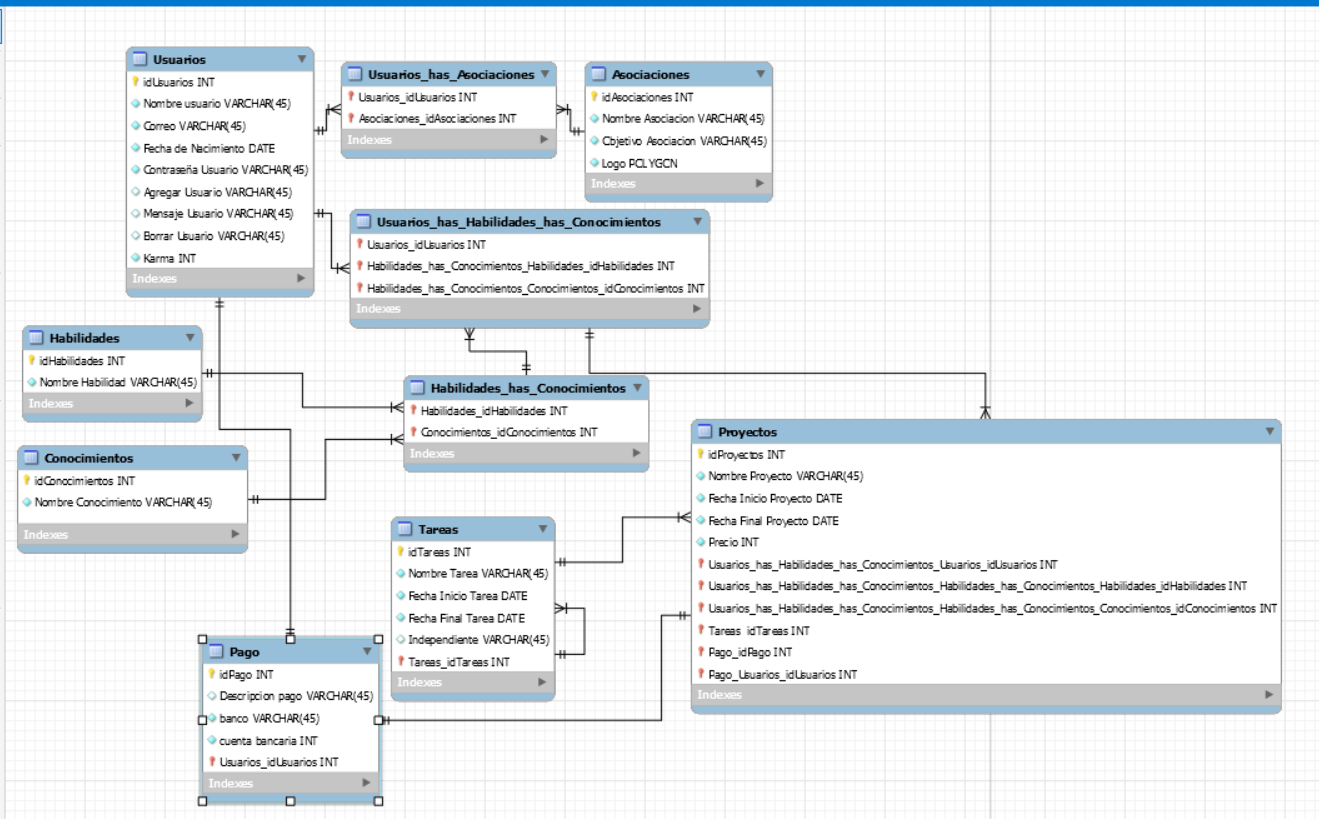 Usuarios
idUsuarios INT
Nombre usuario VARCHAR(45)
Correo VARCHAR(45)
Fecha de Nacimiento DATE
Contraseña Usuario VARCHAR(45)
Agregar Usuario VARCHAR(45)
Mensaje Usuario VARCHAR(45)
Borrar Usuario VARCHAR(45)
Karma INT
Indexes
Usuarios_has_Asociaciones
Usuarios_idUsuarios INT
Asociaciones_idAsociaciones INT
Indexes
Asociaciones
idAsociaciones INT
Nombre Asociacion VARCHAR(45)
Objetivo Asociacion VARCHAR(45)
Logo POLYGON
Indexes
Usuarios_has_Habilidades_has_Conocimientos
Usuarios_idUsuarios INT
Habilidades_has_Conocimientos_Habilidades_idHabilidades INT
Habilidades_has_Conocimientos_Conocimientos_idConocimientos INT
Indexes
Habilidades
idHabilidades INT
Nombre Habilidad VARCHAR(45)
Indexes
Habilidades_has_Conocimientos
Habilidades_idHabilidades INT
Conocimientos_idConocimientos INT
Indexes
Conocimientos
idConocimientos INT
Nombre Conocimiento VARCHAR(45)
Indexes
Proyectos
idProyectos INT
Nombre Proyecto VARCHAR(45)
Fecha Inicio Proyecto DATE
Fecha Final Proyecto DATE
Precio INT
Usuarios_has_Habilidades_has_Conocimientos_Usuarios_idUsuarios INT
Usuarios_has_Habilidades_has_Conocimientos_Habilidades_has_Conocimientos_Habilidades_idHabilidades INT
Usuarios_has_Habilidades_has_Conocimientos_Habilidades_has_Conocimientos_Conocimientos_idConocimientos INT
Tareas_idTareas INT
Pago_idPago INT
Pago_Usuarios_idUsuarios INT
Indexes
Tareas
idTareas INT
Nombre Tarea VARCHAR(45)
Fecha Inicio Tarea DATE
Fecha Final Tarea DATE
Independiente VARCHAR(45)
Tareas_idTareas INT
Indexes
Pago
idPago INT
Descripcion pago VARCHAR(45)
banco VARCHAR(45)
cuenta bancaria INT
Usuarios_idUsuarios INT
Indexes